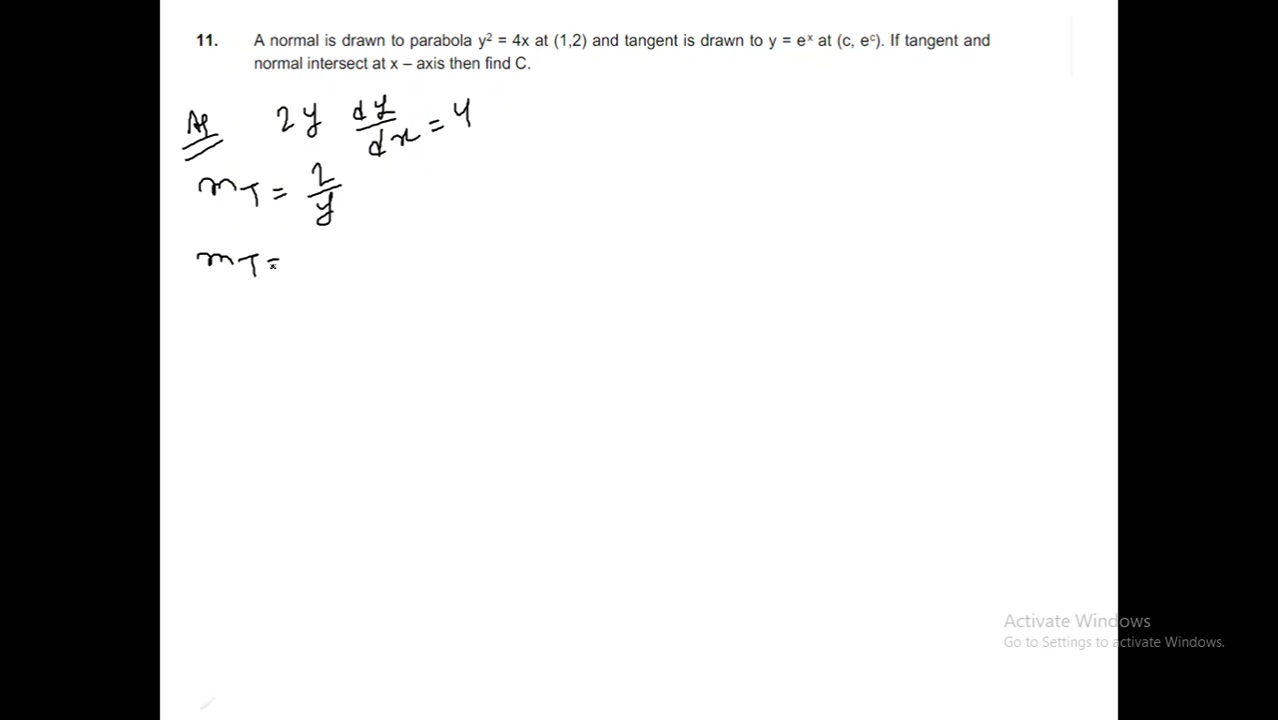 11. A normal is drawn to parabola y² = 4x at (1,2) and tangent is drawn to y = eˣ at (c, eᶜ). If tangent and
normal intersect at x – axis then find C.
2y dy/dx = 4
mT = 2/y
mT =
Activate Windows
Go to Settings to activate Windows.